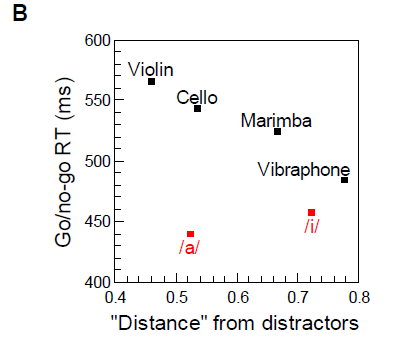 B
600
550
500
450
400
Go/no-go RT (ms)
Violin
Cello
Marimba
Vibraphone
/a/
/i/
0.4 0.5 0.6 0.7 0.8
"Distance" from distractors